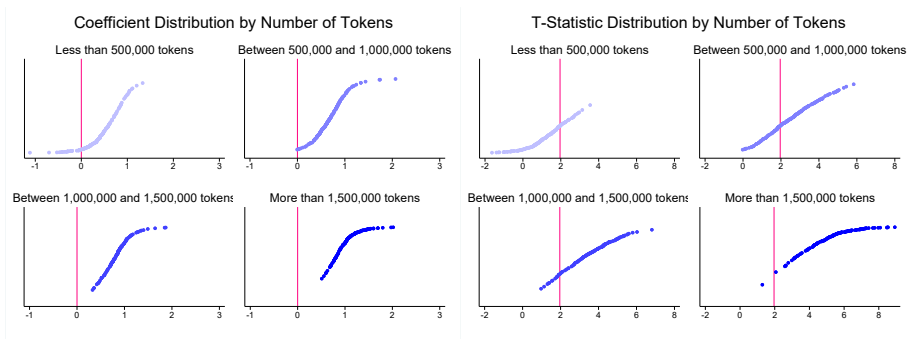 Coefficient Distribution by Number of Tokens
Less than 500,000 tokens
Between 500,000 and 1,000,000 tokens
-1 0 1 2 3
-1 0 1 2 3
Between 1,000,000 and 1,500,000 tokens
More than 1,500,000 tokens
-1 0 1 2 3
-1 0 1 2 3
T-Statistic Distribution by Number of Tokens
Less than 500,000 tokens
Between 500,000 and 1,000,000 tokens
-2 0 2 4 6 8
-2 0 2 4 6 8
Between 1,000,000 and 1,500,000 tokens
More than 1,500,000 tokens
-2 0 2 4 6 8
-2 0 2 4 6 8